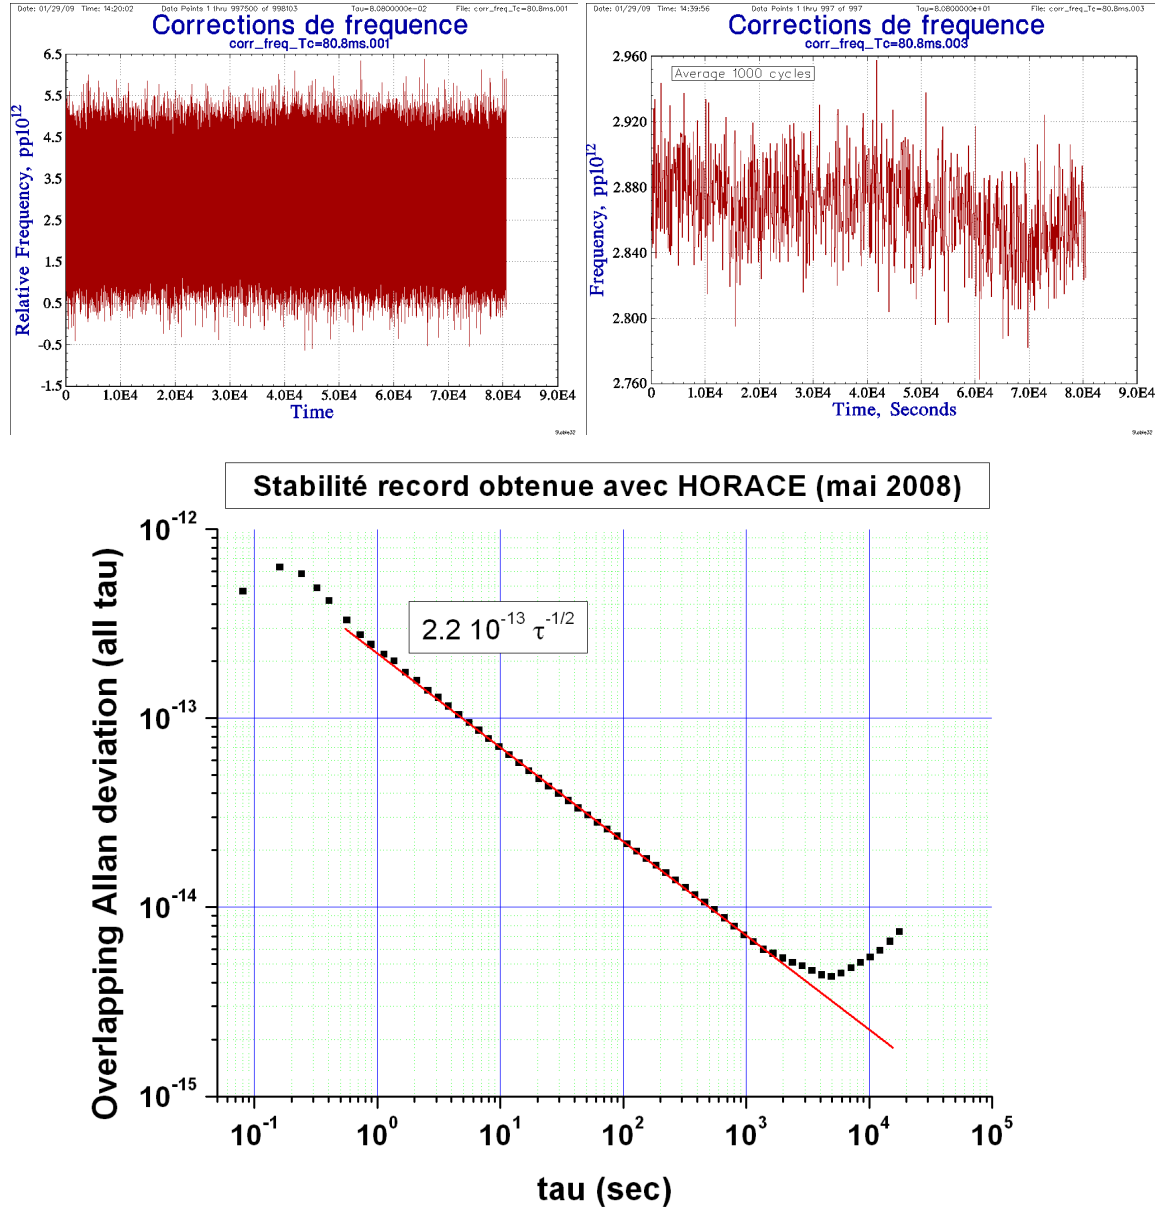 Date: 01/29/09 Time: 14:20:02 Data Points 1 thru 997500 of 998103 Tau=8.0800000e-02 File: corr_freq_Tc=80.8ms.001
Corrections de frequence
corr_freq_Tc=80.8ms.001
6.5
5.5
4.5
3.5
2.5
1.5
0.5
-0.5
-1.5
Relative Frequency, pp10¹²
0 1.0E4 2.0E4 3.0E4 4.0E4 5.0E4 6.0E4 7.0E4 8.0E4 9.0E4
Time
Stable32
Date: 01/29/09 Time: 14:39:56 Data Points 1 thru 997 of 997 Tau=8.0800000e+01 File: corr_freq_Tc=80.8ms.003
Corrections de frequence
corr_freq_Tc=80.8ms.003
Average 1000 cycles
2.960
2.920
2.880
2.840
2.800
2.760
Frequency, pp10¹²
0 1.0E4 2.0E4 3.0E4 4.0E4 5.0E4 6.0E4 7.0E4 8.0E4 9.0E4
Time, Seconds
Stable32
Stabilité record obtenue avec HORACE (mai 2008)
10⁻¹²
10⁻¹³
10⁻¹⁴
10⁻¹⁵
Overlapping Allan deviation (all tau)
2.2 10⁻¹³ τ⁻¹/²
10⁻¹ 10⁰ 10¹ 10² 10³ 10⁴ 10⁵
tau (sec)